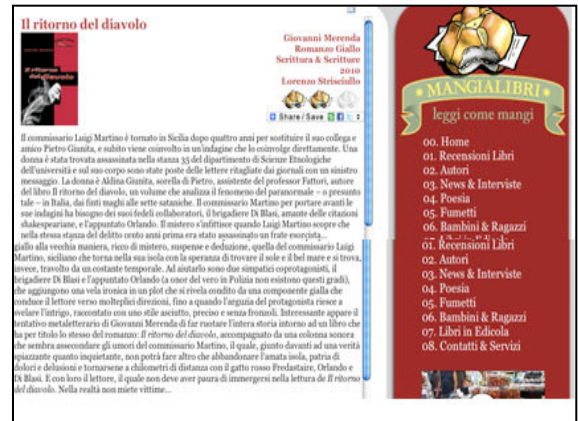 Il ritorno del diavolo
Giovanni Merenda
Romanzo Giallo
Scrittura & Scritture
2010
Lorenzo Strisciullo
Share / Save
Il commissario Luigi Martino è tornato in Sicilia dopo quattro anni per sostituire il suo collega e
amico Pietro Giunita, e subito viene coinvolto in un'indagine che lo coinvolge direttamente. Una
donna è stata trovata assassinata nella stanza 35 del dipartimento di Scienze Etnologiche
dell'università e sul suo corpo sono state poste delle lettere ritagliate dai giornali con un sinistro
messaggio. La donna è Aldina Giunita, sorella di Pietro, assistente del professor Fattori, autore
del libro Il ritorno del diavolo, un volume che analizza il fenomeno del paranormale – o presunto
tale – in Italia, dai finti maghi alle sette sataniche. Il commissario Martino per portare avanti le
sue indagini ha bisogno dei suoi fedeli collaboratori, il brigadiere Di Blasi, amante delle citazioni
shakespeariane, e l'appuntato Orlando. Il mistero s'infittisce quando Luigi Martino scopre che
nella stessa stanza del delitto cento anni prima era stato assassinato un frate esorcista...
giallo alla vecchia maniera, ricco di mistero, suspense e deduzione, quella del commissario Luigi
Martino, siciliano che torna nella sua isola con la speranza di trovare il sole e il bel mare e si trova,
invece, travolto da un costante temporale. Ad aiutarlo sono due simpatici coprotagonisti, il
brigadiere Di Blasi e l'appuntato Orlando (a onor del vero in Polizia non esistono questi gradi),
che aggiungono una vela ironica in un plot che si rivela condito da una componente gialla che
conduce il lettore verso molteplici direzioni, fino a quando l'arguzia del protagonista riesce a
svelare l'intrigo, raccontato con uno stile asciutto, preciso e senza fronzoli. Interessante appare il
tentativo metaletterario di Giovanni Merenda di far ruotare l'intera storia intorno ad un libro che
ha per titolo lo stesso del romanzo: Il ritorno del diavolo, accompagnato da una colonna sonora
che sembra assecondare gli umori del commissario Martino, il quale, giunto davanti ad una verità
spiazzante quanto inquietante, non potrà fare altro che abbandonare l'amata isola, patria di
dolori e delusioni e tornarsene a chilometri di distanza con il gatto rosso Fredastaire, Orlando e
Di Blasi. E con loro il lettore, il quale non deve aver paura di immergersi nella lettura de Il ritorno
del diavolo. Nella realtà non miete vittime...
MANGIALIBRI
leggi come mangi
00. Home
01. Recensioni Libri
02. Autori
03. News & Interviste
04. Poesia
05. Fumetti
06. Bambini & Ragazzi
01. Recensioni Libri
02. Autori
03. News & Interviste
04. Poesia
05. Fumetti
06. Bambini & Ragazzi
07. Libri in Edicola
08. Contatti & Servizi